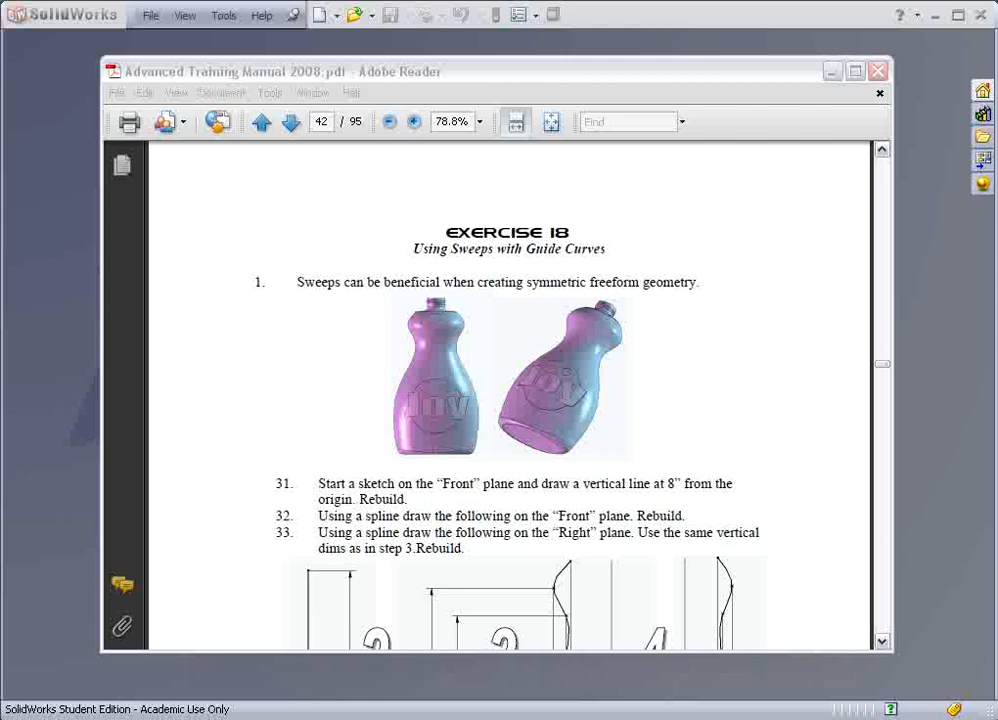 SolidWorks File View Tools Help
Advanced Training Manual 2008.pdf - Adobe Reader
File Edit View Document Tools Window Help
42 / 95 78.8% Find
EXERCISE 18
Using Sweeps with Guide Curves
1. Sweeps can be beneficial when creating symmetric freeform geometry.
Joy Joy
31. Start a sketch on the “Front” plane and draw a vertical line at 8” from the
origin. Rebuild.
32. Using a spline draw the following on the “Front” plane. Rebuild.
33. Using a spline draw the following on the “Right” plane. Use the same vertical
dims as in step 3.Rebuild.
2 3 4
SolidWorks Student Edition - Academic Use Only